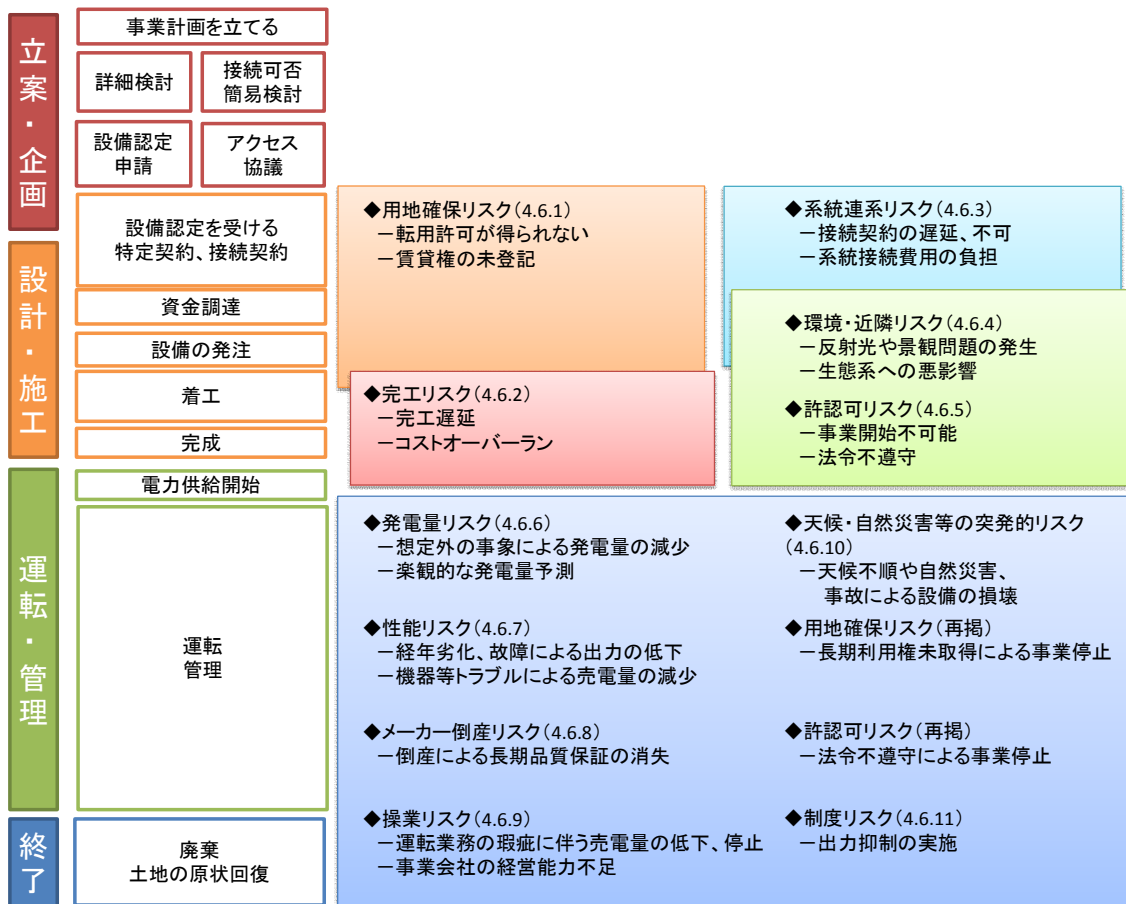 立案・企画
事業計画を立てる
詳細検討
接続可否
簡易検討
設備認定
申請
アクセス
協議
設備認定を受ける
特定契約、接続契約
設計・施工
資金調達
設備の発注
着工
完成
運転・管理
電力供給開始
運転
管理
終了
廃棄
土地の原状回復
◆用地確保リスク(4.6.1)
－転用許可が得られない
－賃貸権の未登記
◆系統連系リスク(4.6.3)
－接続契約の遅延、不可
－系統接続費用の負担
◆環境・近隣リスク(4.6.4)
－反射光や景観問題の発生
－生態系への悪影響
◆許認可リスク(4.6.5)
－事業開始不可能
－法令不遵守
◆完工リスク(4.6.2)
－完工遅延
－コストオーバーラン
◆発電量リスク(4.6.6)
－想定外の事象による発電量の減少
－楽観的な発電量予測
◆性能リスク(4.6.7)
－経年劣化、故障による出力の低下
－機器等トラブルによる売電量の減少
◆メーカー倒産リスク(4.6.8)
－倒産による長期品質保証の消失
◆操業リスク(4.6.9)
－運転業務の瑕疵に伴う売電量の低下、停止
－事業会社の経営能力不足
◆天候・自然災害等の突発的リスク
(4.6.10)
－天候不順や自然災害、
事故による設備の損壊
◆用地確保リスク(再掲)
－長期利用権未取得による事業停止
◆許認可リスク(再掲)
－法令不遵守による事業停止
◆制度リスク(4.6.11)
－出力抑制の実施